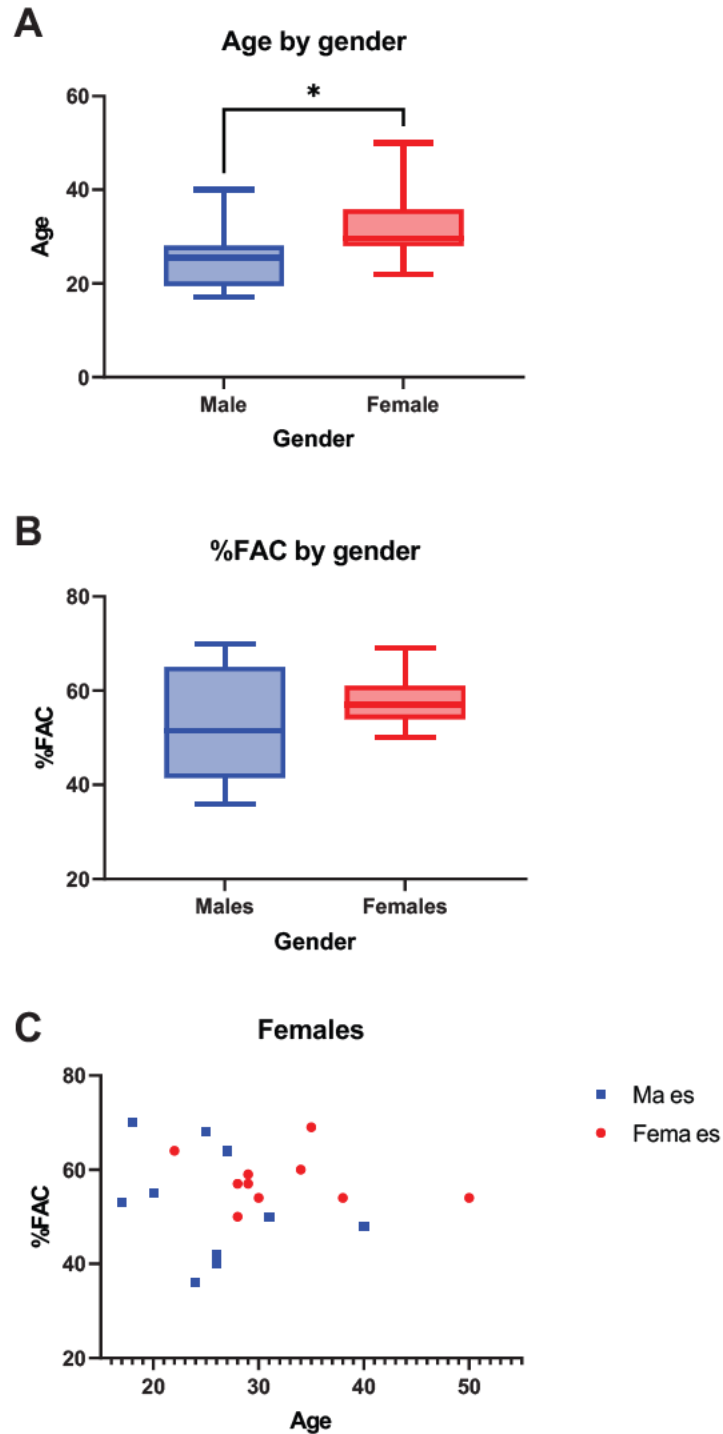 A
Age by gender
*
60
40
20
0
Age
Male Female
Gender
B
%FAC by gender
80
60
40
20
%FAC
Males Females
Gender
C
Females
80
60
40
20
%FAC
20 30 40 50
Age
Ma es
Fema es